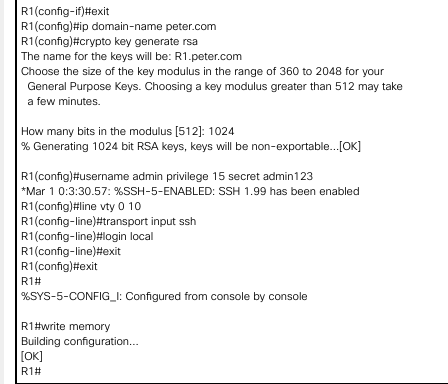 R1(config-if)#exit
R1(config)#ip domain-name peter.com
R1(config)#crypto key generate rsa
The name for the keys will be: R1.peter.com
Choose the size of the key modulus in the range of 360 to 2048 for your
General Purpose Keys. Choosing a key modulus greater than 512 may take
a few minutes.
How many bits in the modulus [512]: 1024
% Generating 1024 bit RSA keys, keys will be non-exportable...[OK]
R1(config)#username admin privilege 15 secret admin123
*Mar 1 0:3:30.57: %SSH-5-ENABLED: SSH 1.99 has been enabled
R1(config)#line vty 0 10
R1(config-line)#transport input ssh
R1(config-line)#login local
R1(config-line)#exit
R1(config)#exit
R1#
%SYS-5-CONFIG_I: Configured from console by console
R1#write memory
Building configuration...
[OK]
R1#